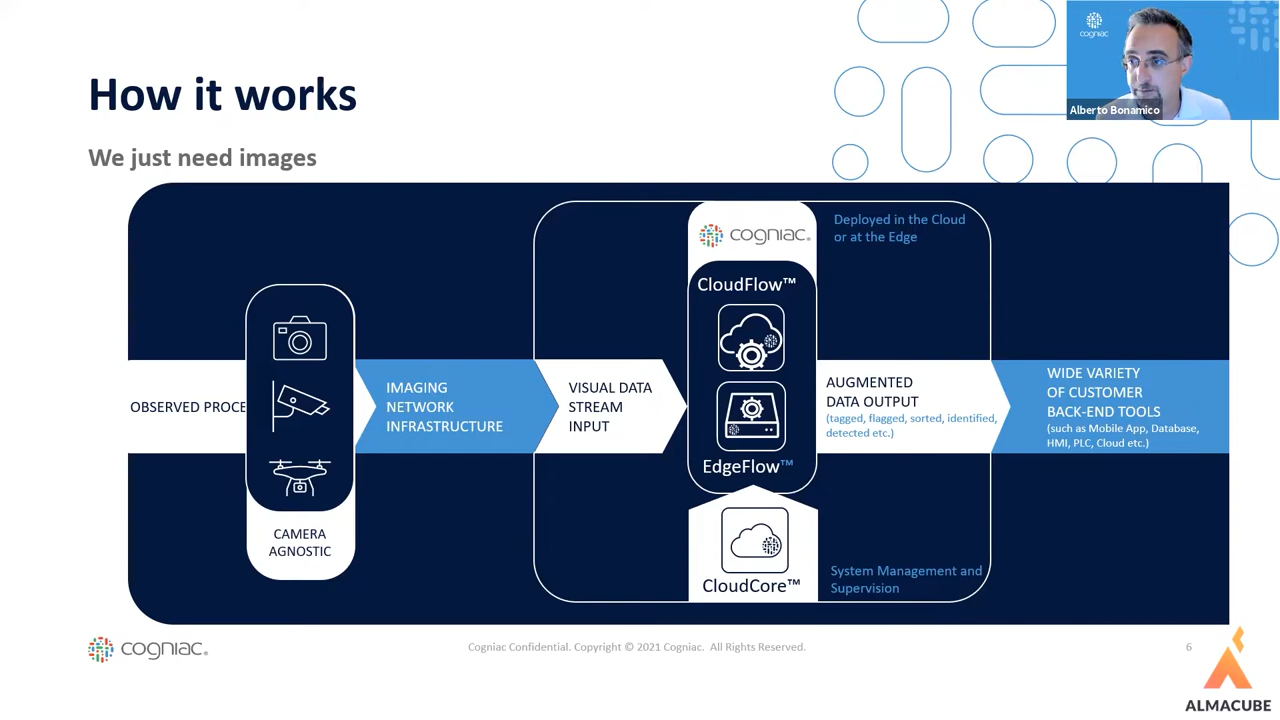 cogniac
Alberto Bonamico
How it works
We just need images
cogniac®
Deployed in the Cloud
or at the Edge
CloudFlow™
OBSERVED PROCE
IMAGING
NETWORK
INFRASTRUCTURE
VISUAL DATA
STREAM
INPUT
AUGMENTED
DATA OUTPUT
(tagged, flagged, sorted, identified,
detected etc.)
WIDE VARIETY
OF CUSTOMER
BACK-END TOOLS
(such as Mobile App, Database,
HMI, PLC, Cloud etc.)
EdgeFlow™
CAMERA
AGNOSTIC
CloudCore™
System Management and
Supervision
cogniac®
Cogniac Confidential. Copyright © 2021 Cogniac. All Rights Reserved.
6
ALMACUBE